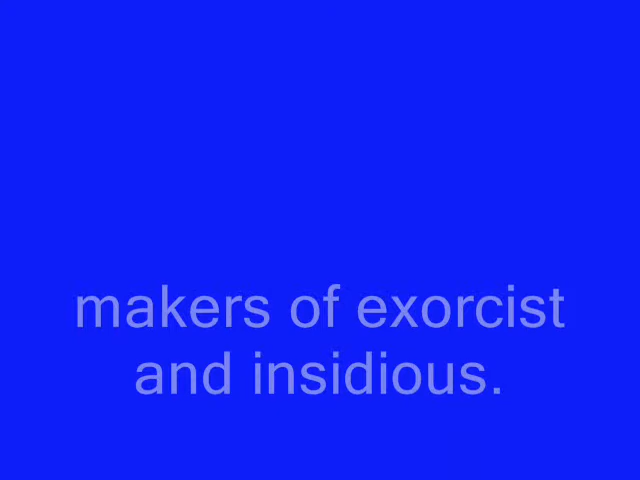 makers of exorcist
and insidious.